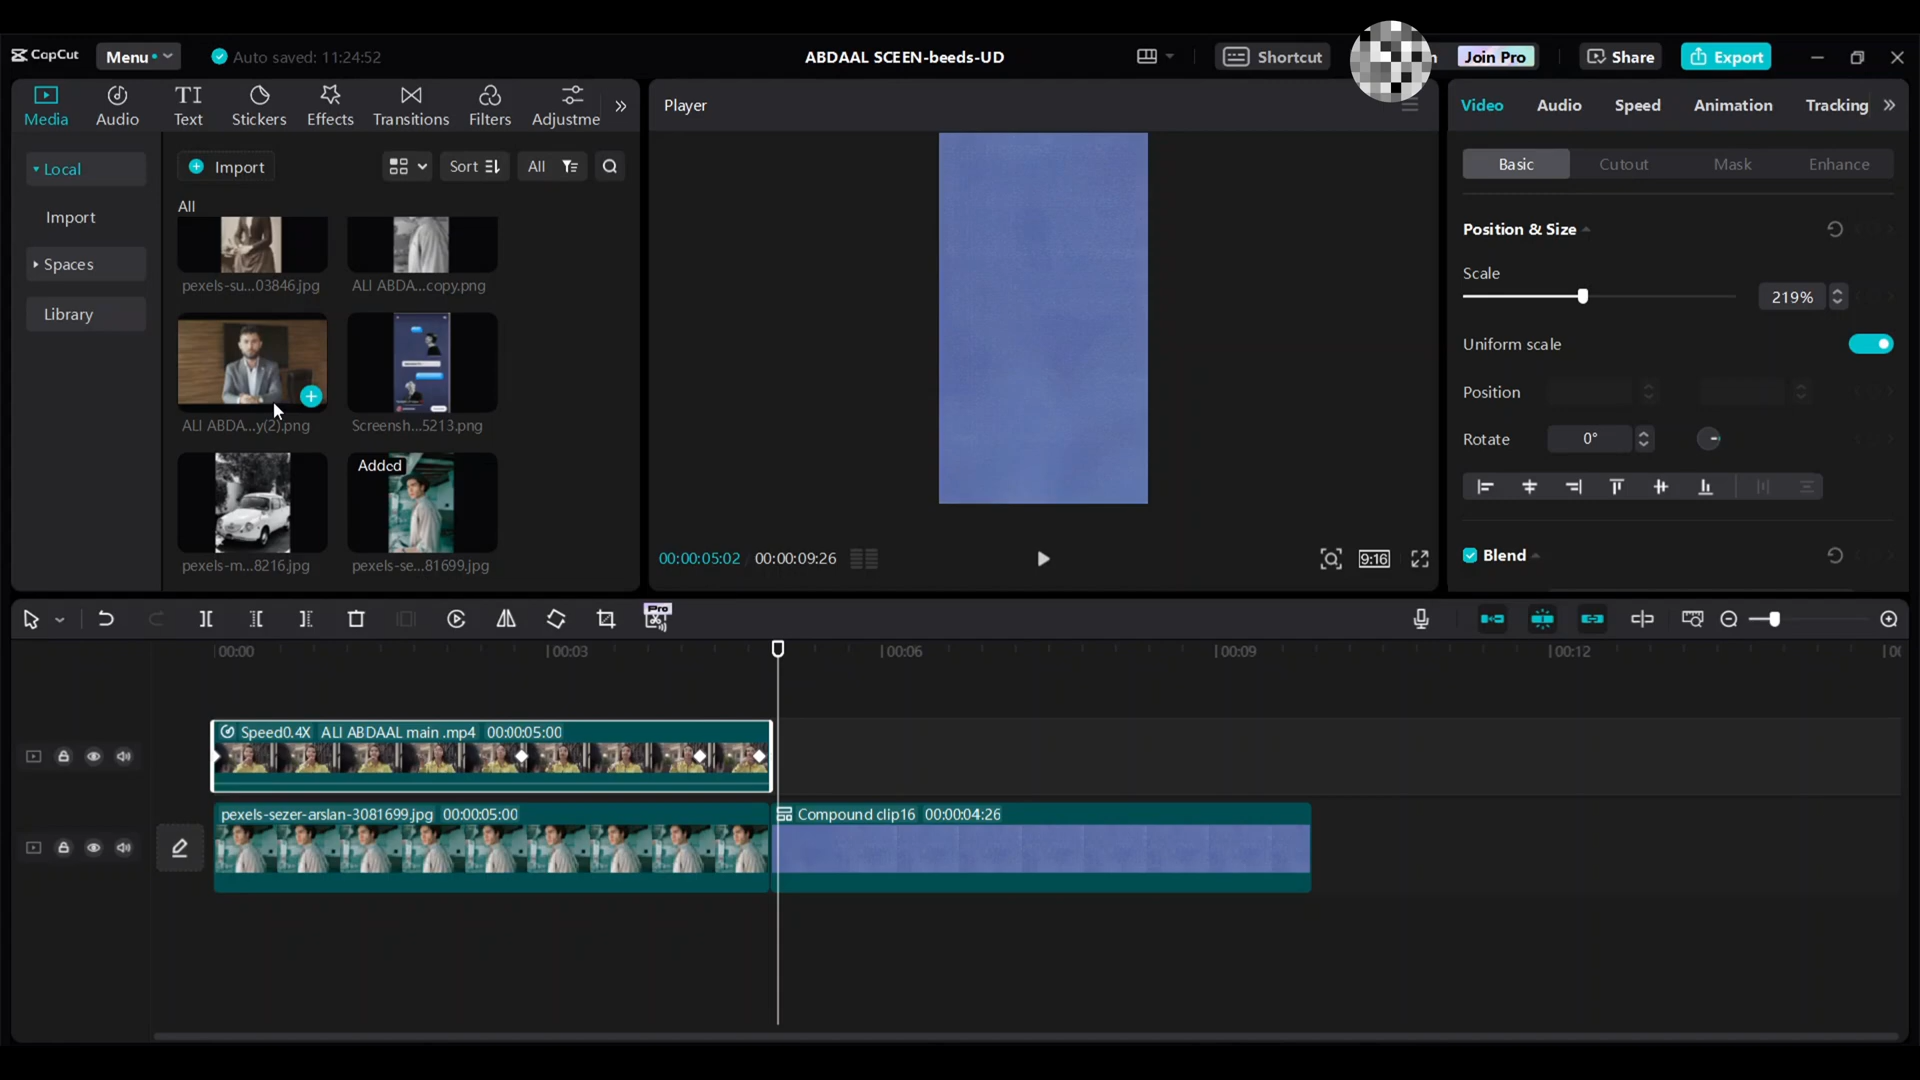 CapCut Menu Auto saved: 11:24:52 ABDAAL SCEEN-beeds-UD Shortcut Join Pro Share Export
Media Audio Text Stickers Effects Transitions Filters Adjustme
Player
Video Audio Speed Animation Tracking
Local
Import
Spaces
Library
Import Sort All
All
pexels-su...03846.jpg ALI ABDA...copy.png
ALI ABDA...y(2).png Screensh...5213.png
Added
pexels-m...8216.jpg pexels-se...81699.jpg
00:00:05:02 00:00:09:26 9:16
Basic Cutout Mask Enhance
Position & Size
Scale 219%
Uniform scale
Position
Rotate 0°
Blend
Pro
00:00 00:03 00:06 00:09 00:12
Speed0.4X ALI ABDAAL main .mp4 00:00:05:00
pexels-sezer-arslan-3081699.jpg 00:00:05:00 Compound clip16 00:00:04:26